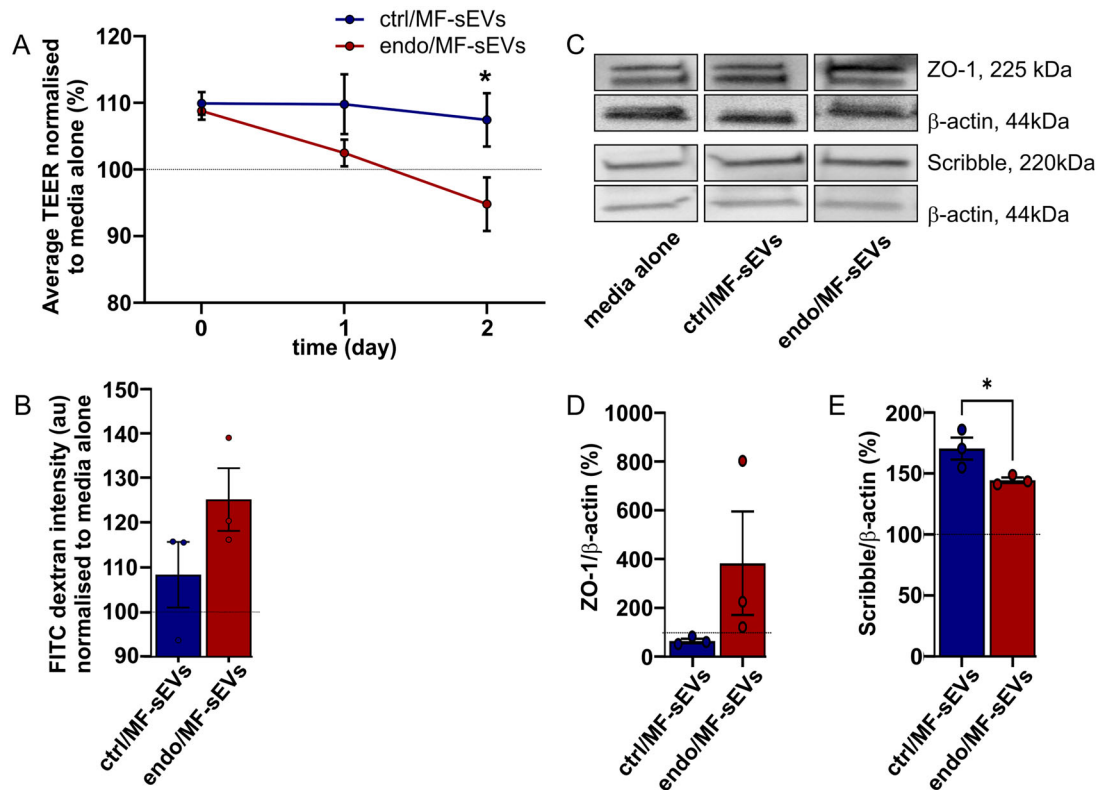 A
ctrl/MF-sEVs
endo/MF-sEVs
*
Average TEER normalised
to media alone (%)
110
100
90
80
0
1
2
time (day)
C
ZO-1, 225 kDa
β-actin, 44kDa
Scribble, 220kDa
β-actin, 44kDa
media alone
ctrl/MF-sEVs
endo/MF-sEVs
B
FITC dextran intensity (au)
normalised to media alone
150
140
130
120
110
100
90
ctrl/MF-sEVs
endo/MF-sEVs
D
ZO-1/β-actin (%)
1000
800
600
400
200
0
ctrl/MF-sEVs
endo/MF-sEVs
E
*
Scribble/β-actin (%)
200
150
100
50
0
ctrl/MF-sEVs
endo/MF-sEVs